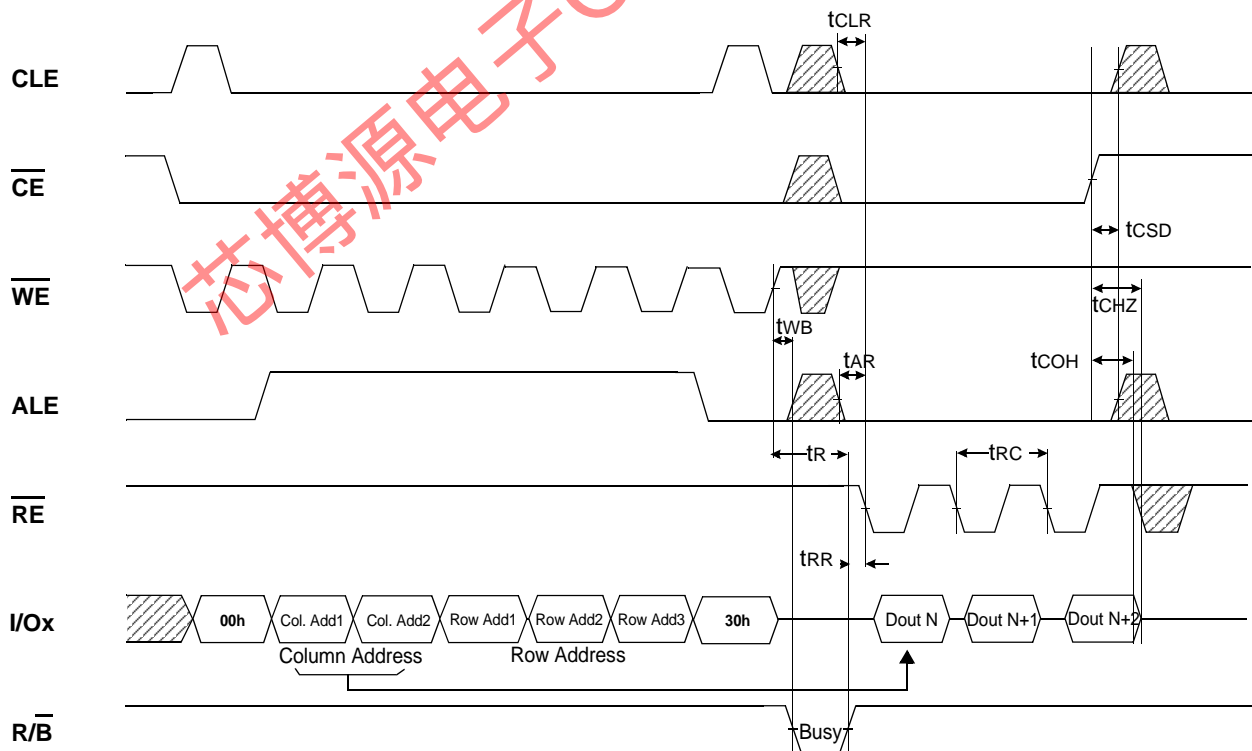 芯博源电子
tCLR
CLE
CE
tCSD
WE
tCHZ
tWB
tAR
tCOH
ALE
tR
tRC
RE
tRR
I/Ox
00h
Col. Add1
Col. Add2
Row Add1
Row Add2
Row Add3
30h
Dout N
Dout N+1
Dout N+2
Column Address
Row Address
R/B
Busy